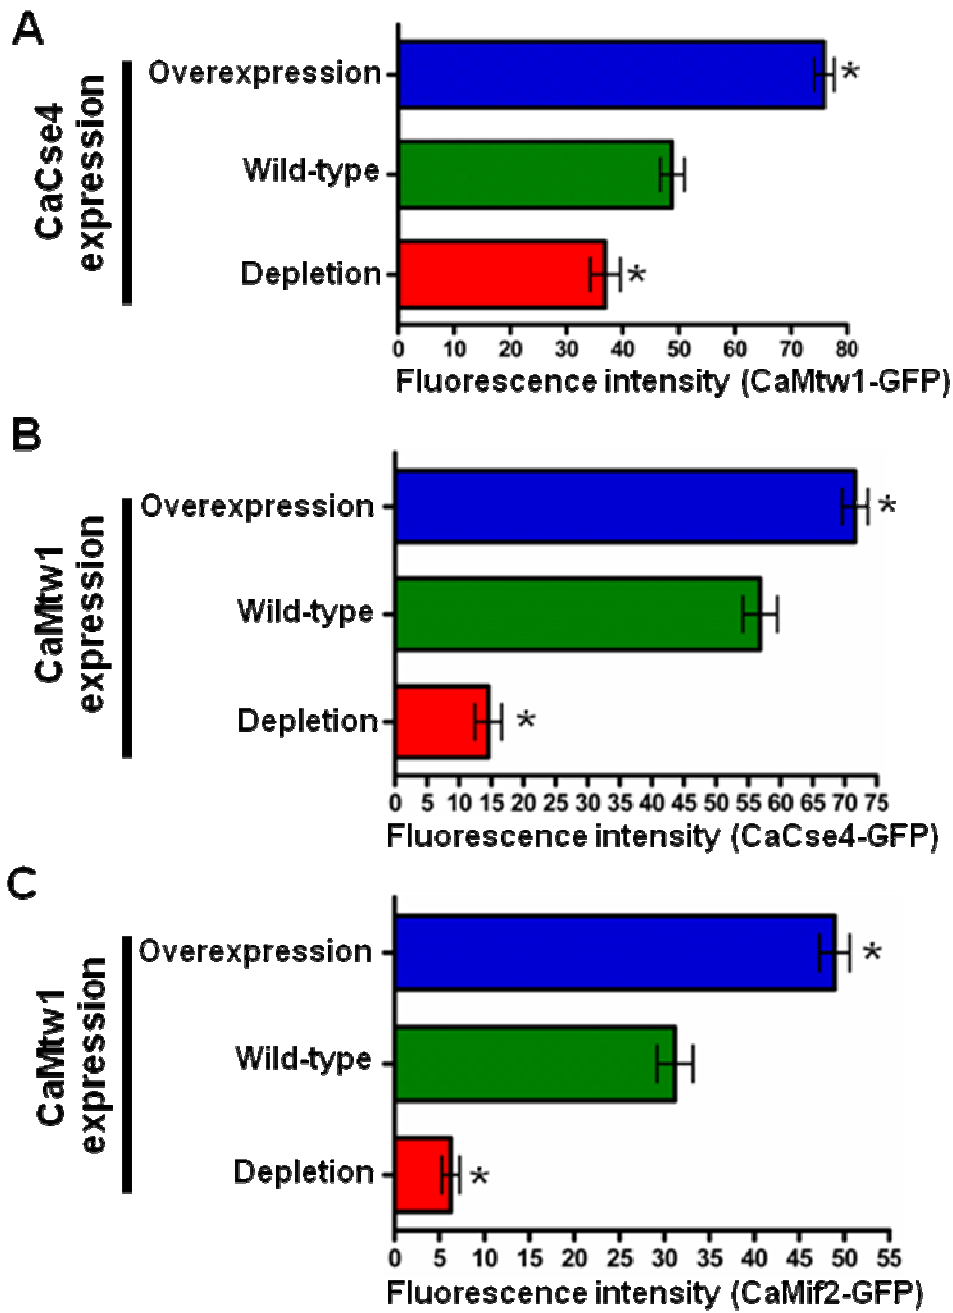 A
CaCse4
expression
Overexpression
*
Wild-type
Depletion
*
0 10 20 30 40 50 60 70 80
Fluorescence intensity (CaMtw1-GFP)
B
CaMtw1
expression
Overexpression
*
Wild-type
Depletion
*
0 5 10 15 20 25 30 35 40 45 50 55 60 65 70 75
Fluorescence intensity (CaCse4-GFP)
C
CaMtw1
expression
Overexpression
*
Wild-type
Depletion
*
0 5 10 15 20 25 30 35 40 45 50 55
Fluorescence intensity (CaMif2-GFP)